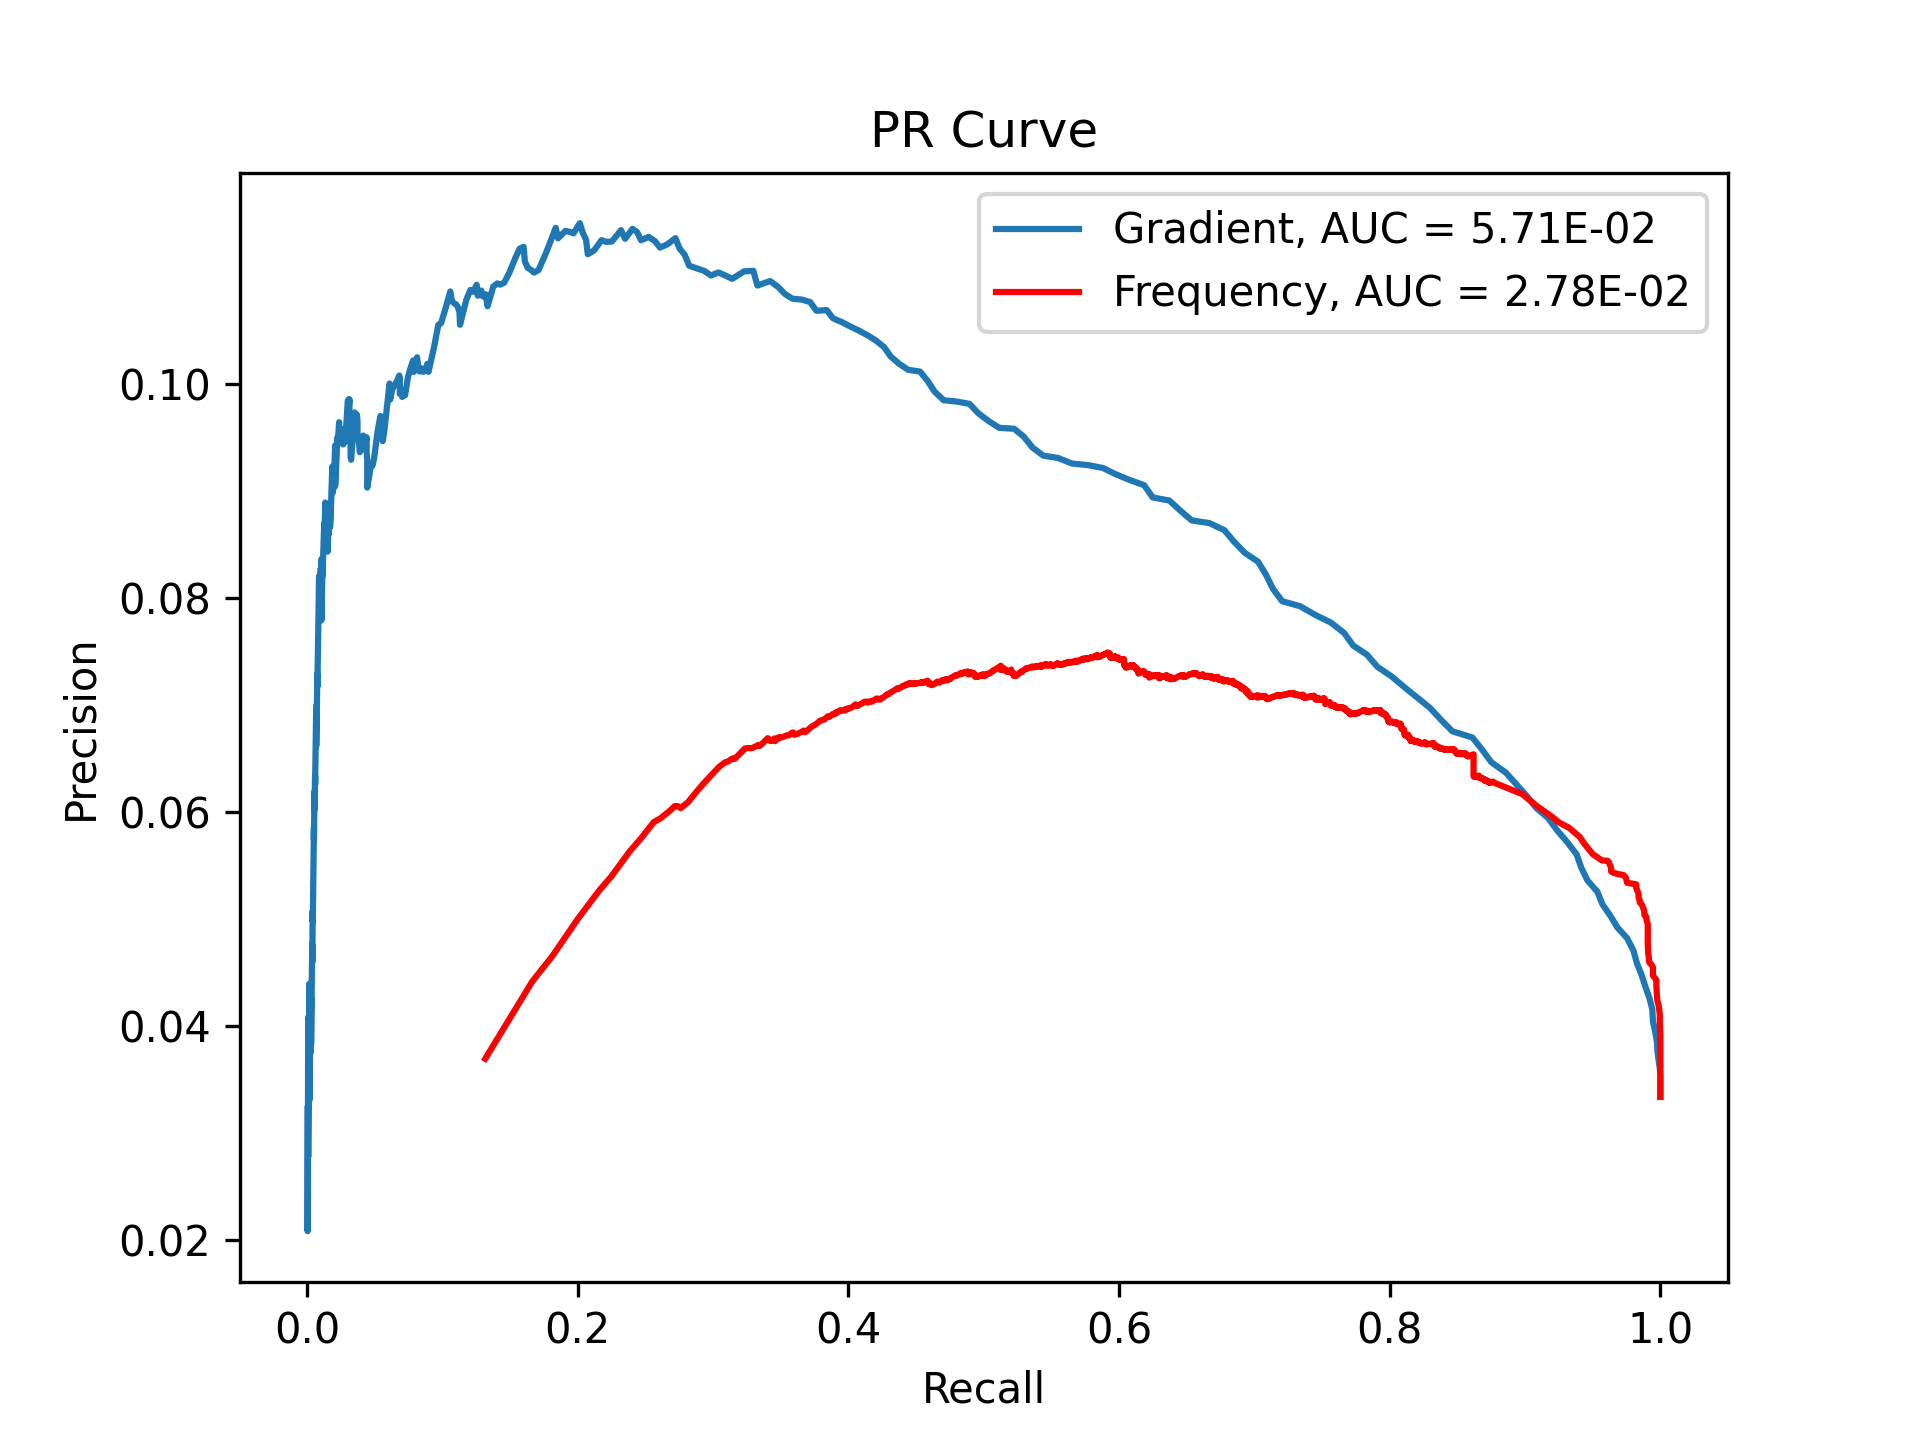 PR Curve
Gradient, AUC = 5.71E-02
Frequency, AUC = 2.78E-02
Precision
0.10
0.08
0.06
0.04
0.02
0.0 0.2 0.4 0.6 0.8 1.0
Recall